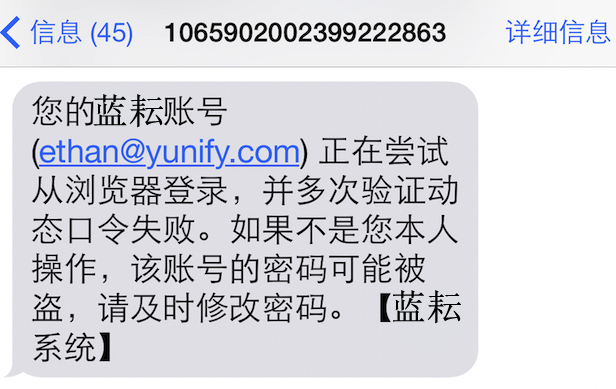 信息 (45) 1065902002399222863 详细信息
您的蓝耘账号
(ethan@yunify.com) 正在尝试
从浏览器登录，并多次验证动
态口令失败。如果不是您本人
操作，该账号的密码可能被
盗，请及时修改密码。【蓝耘
系统】